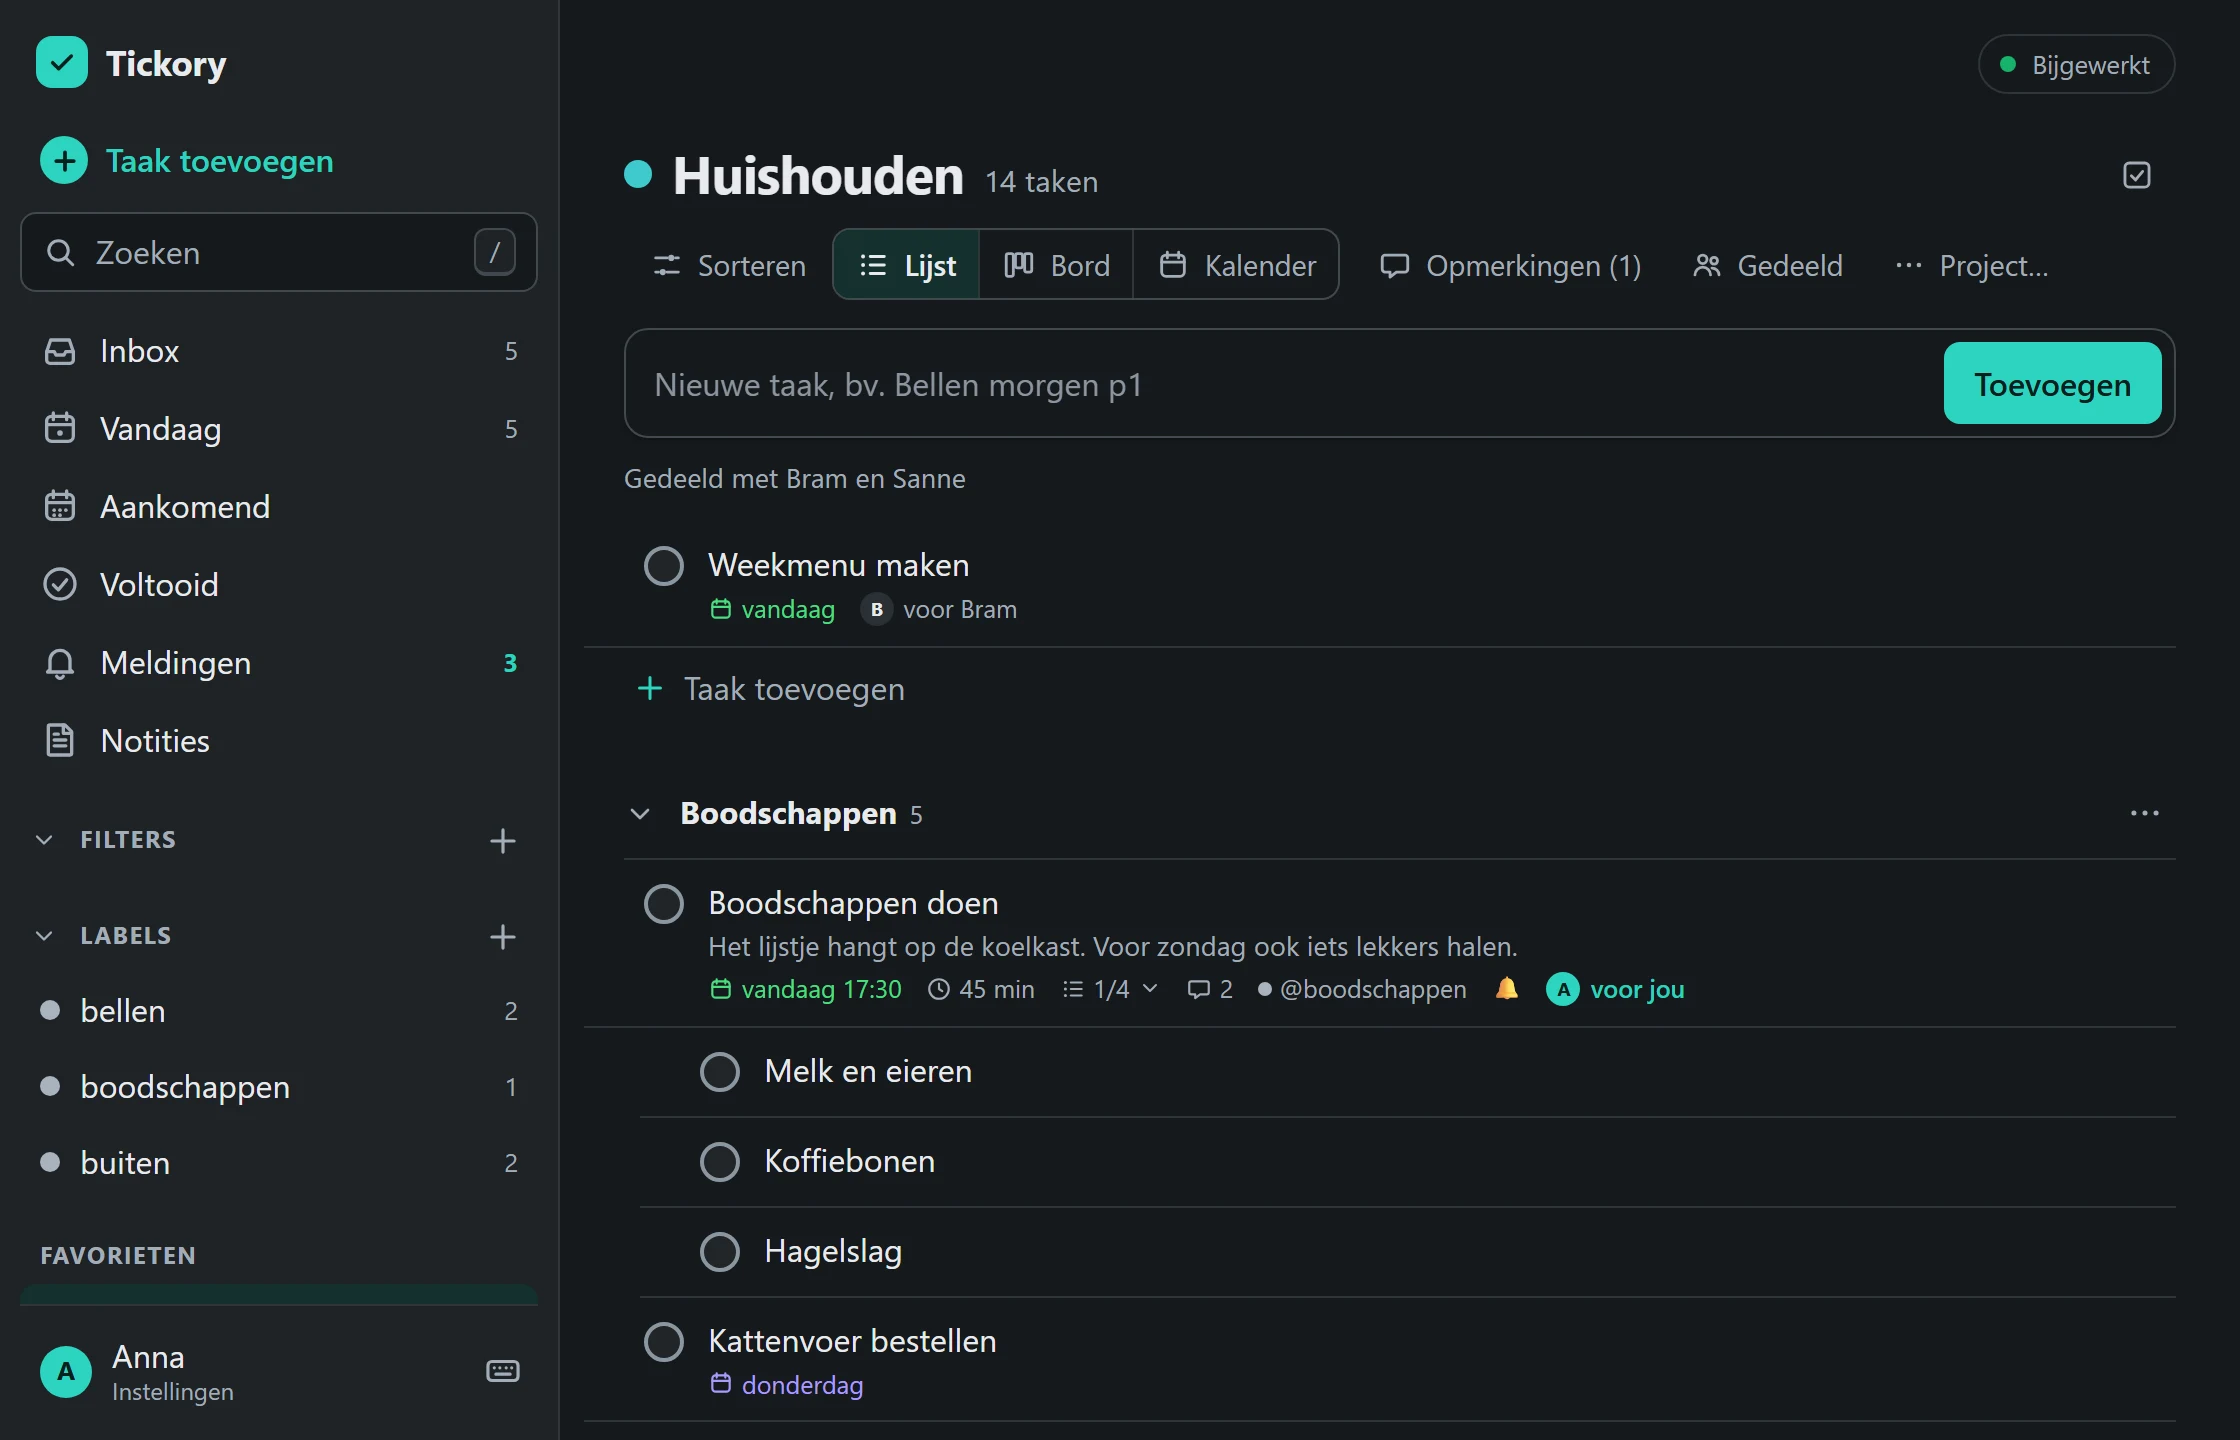 Tickory
Taak toevoegen
Zoeken /
Inbox 5
Vandaag 5
Aankomend
Voltooid
Meldingen 3
Notities
FILTERS
LABELS
bellen 2
boodschappen 1
buiten 2
FAVORIETEN
A Anna
Instellingen
Bijgewerkt
Huishouden 14 taken
Sorteren Lijst Bord Kalender Opmerkingen (1) Gedeeld Project...
Nieuwe taak, bv. Bellen morgen p1 Toevoegen
Gedeeld met Bram en Sanne
Weekmenu maken
vandaag B voor Bram
Taak toevoegen
Boodschappen 5
Boodschappen doen
Het lijstje hangt op de koelkast. Voor zondag ook iets lekkers halen.
vandaag 17:30 45 min 1/4 2 @boodschappen A voor jou
Melk en eieren
Koffiebonen
Hagelslag
Kattenvoer bestellen
donderdag